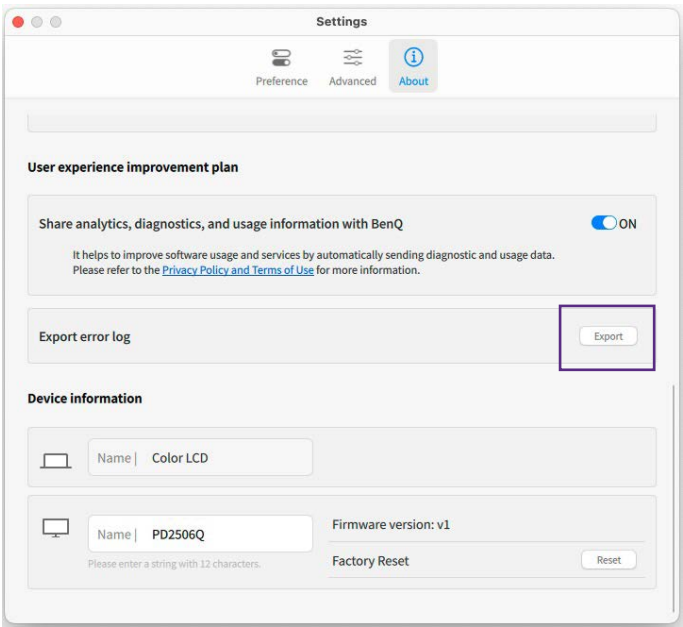 Settings
Preference
Advanced
About
User experience improvement plan
Share analytics, diagnostics, and usage information with BenQ
ON
It helps to improve software usage and services by automatically sending diagnostic and usage data.
Please refer to the Privacy Policy and Terms of Use for more information.
Export error log
Export
Device information
Name | Color LCD
Name | PD2506Q
Please enter a string with 12 characters.
Firmware version: v1
Factory Reset
Reset